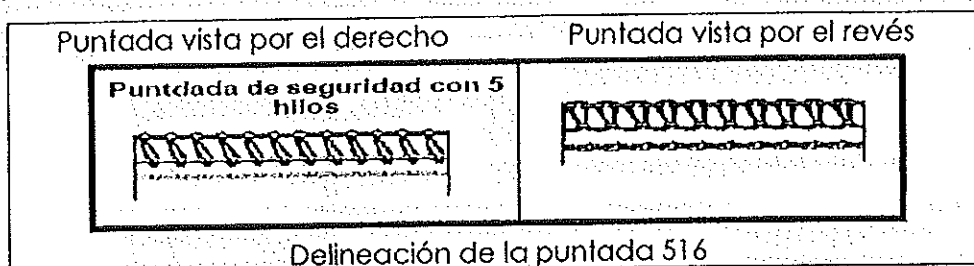 Puntada vista por el derecho
Puntada vista por el revés
Puntdada de seguridad con 5
hilos
Delineación de la puntada 516